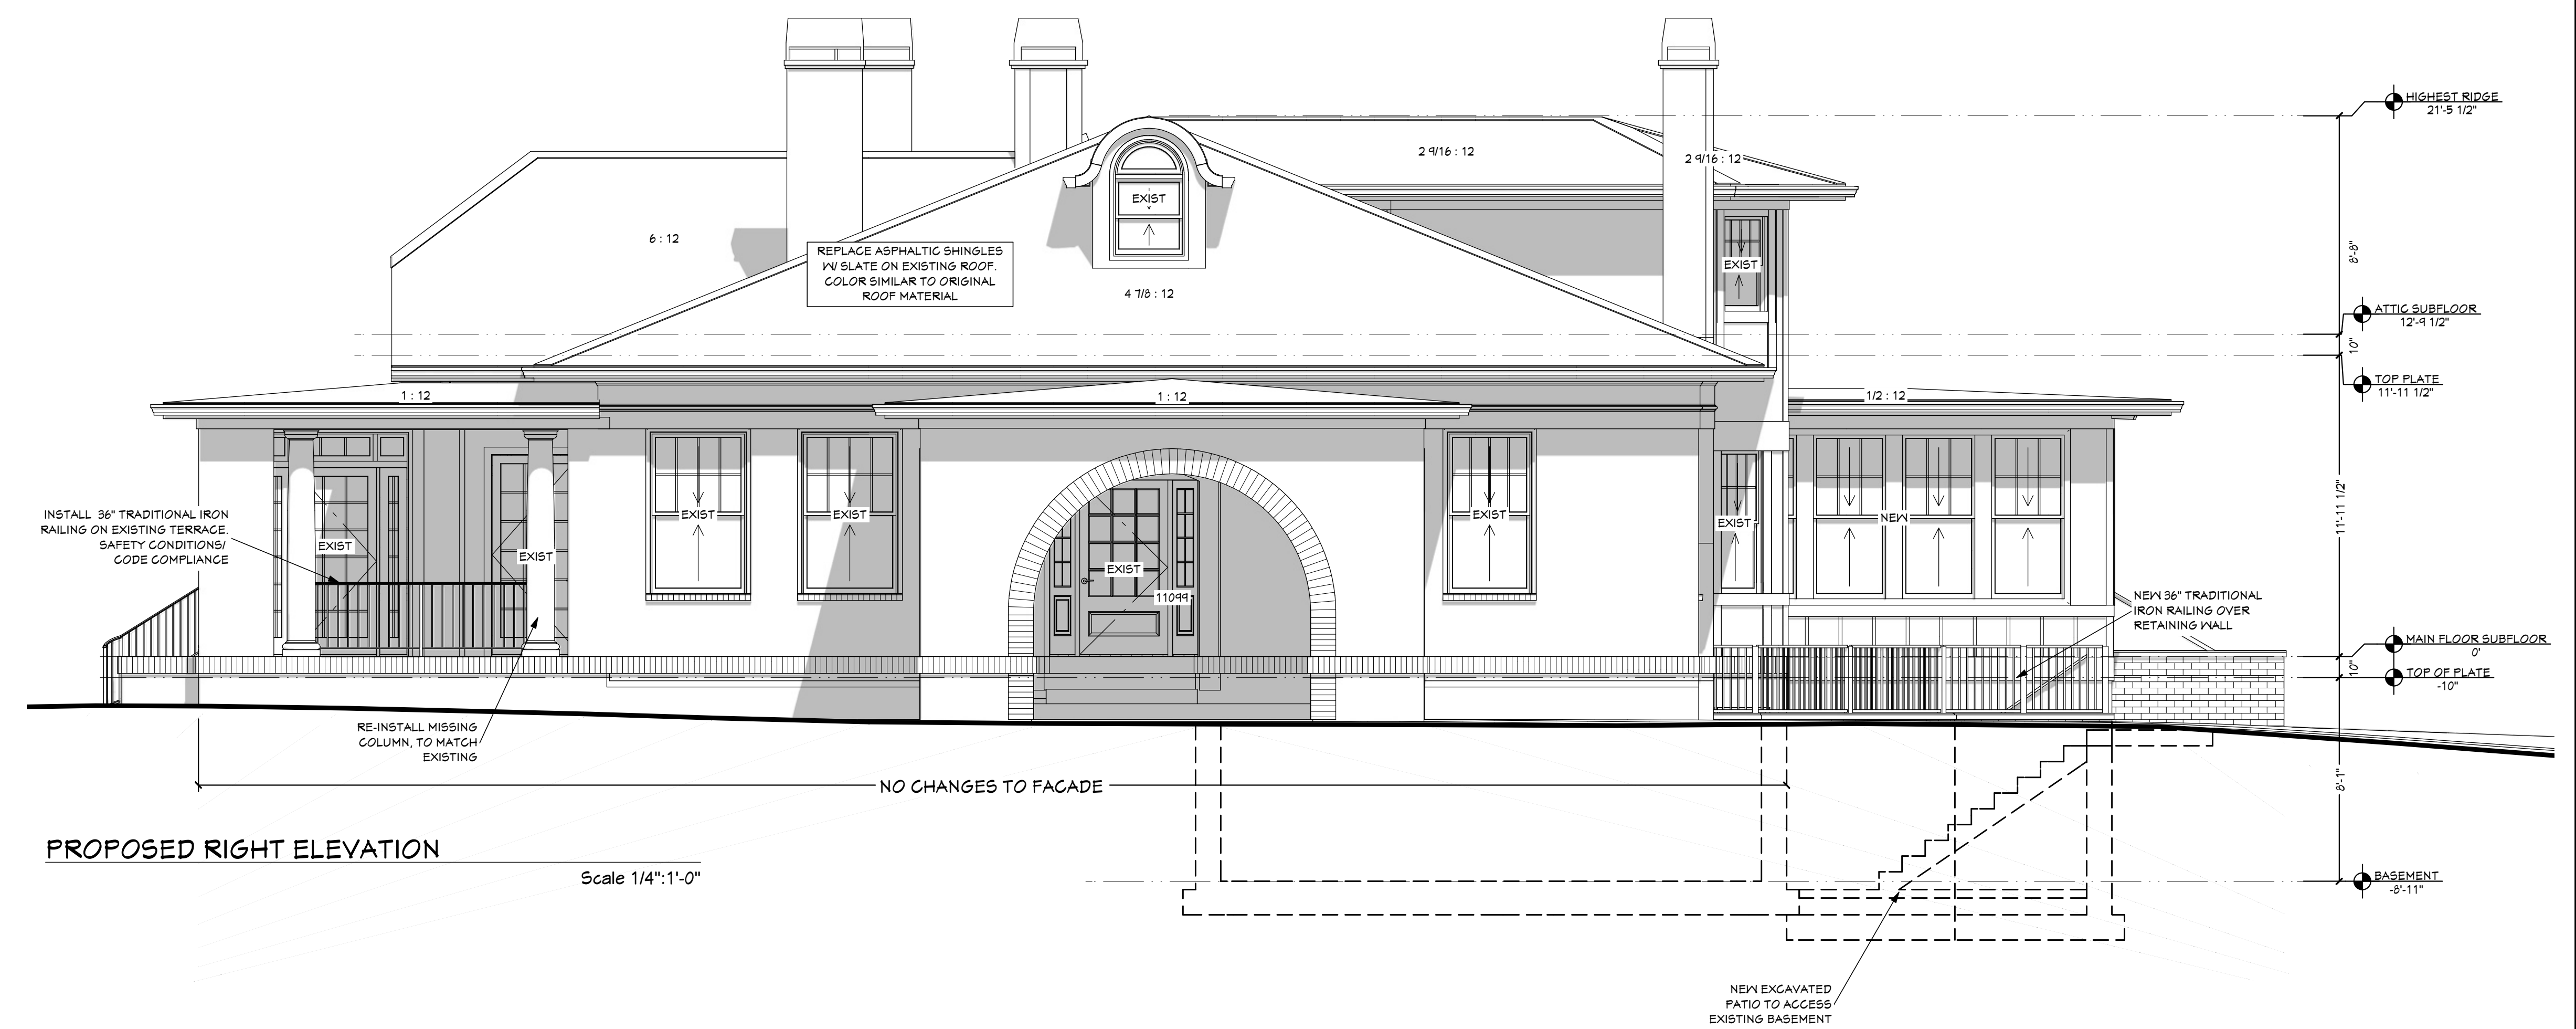 HIGHEST RIDGE
21'-5 1/2"
2 9/16 : 12
2 9/16 : 12
EXIST
6 : 12
REPLACE ASPHALTIC SHINGLES
W/ SLATE ON EXISTING ROOF.
COLOR SIMILAR TO ORIGINAL
ROOF MATERIAL
4 7/8 : 12
EXIST
8'-8"
ATTIC SUBFLOOR
12'-9 1/2"
10"
TOP PLATE
11'-11 1/2"
1 : 12
1 : 12
1/2 : 12
INSTALL 36" TRADITIONAL IRON
RAILING ON EXISTING TERRACE.
SAFETY CONDITIONS/
CODE COMPLIANCE
EXIST
EXIST
EXIST
EXIST
EXIST
11099
EXIST
EXIST
NEW
11'-11 1/2"
NEW 36" TRADITIONAL
IRON RAILING OVER
RETAINING WALL
MAIN FLOOR SUBFLOOR
0'
10"
TOP OF PLATE
-10"
RE-INSTALL MISSING
COLUMN, TO MATCH
EXISTING
NO CHANGES TO FACADE
8'-1"
PROPOSED RIGHT ELEVATION
Scale 1/4":1'-0"
BASEMENT
-8'-11"
NEW EXCAVATED
PATIO TO ACCESS
EXISTING BASEMENT